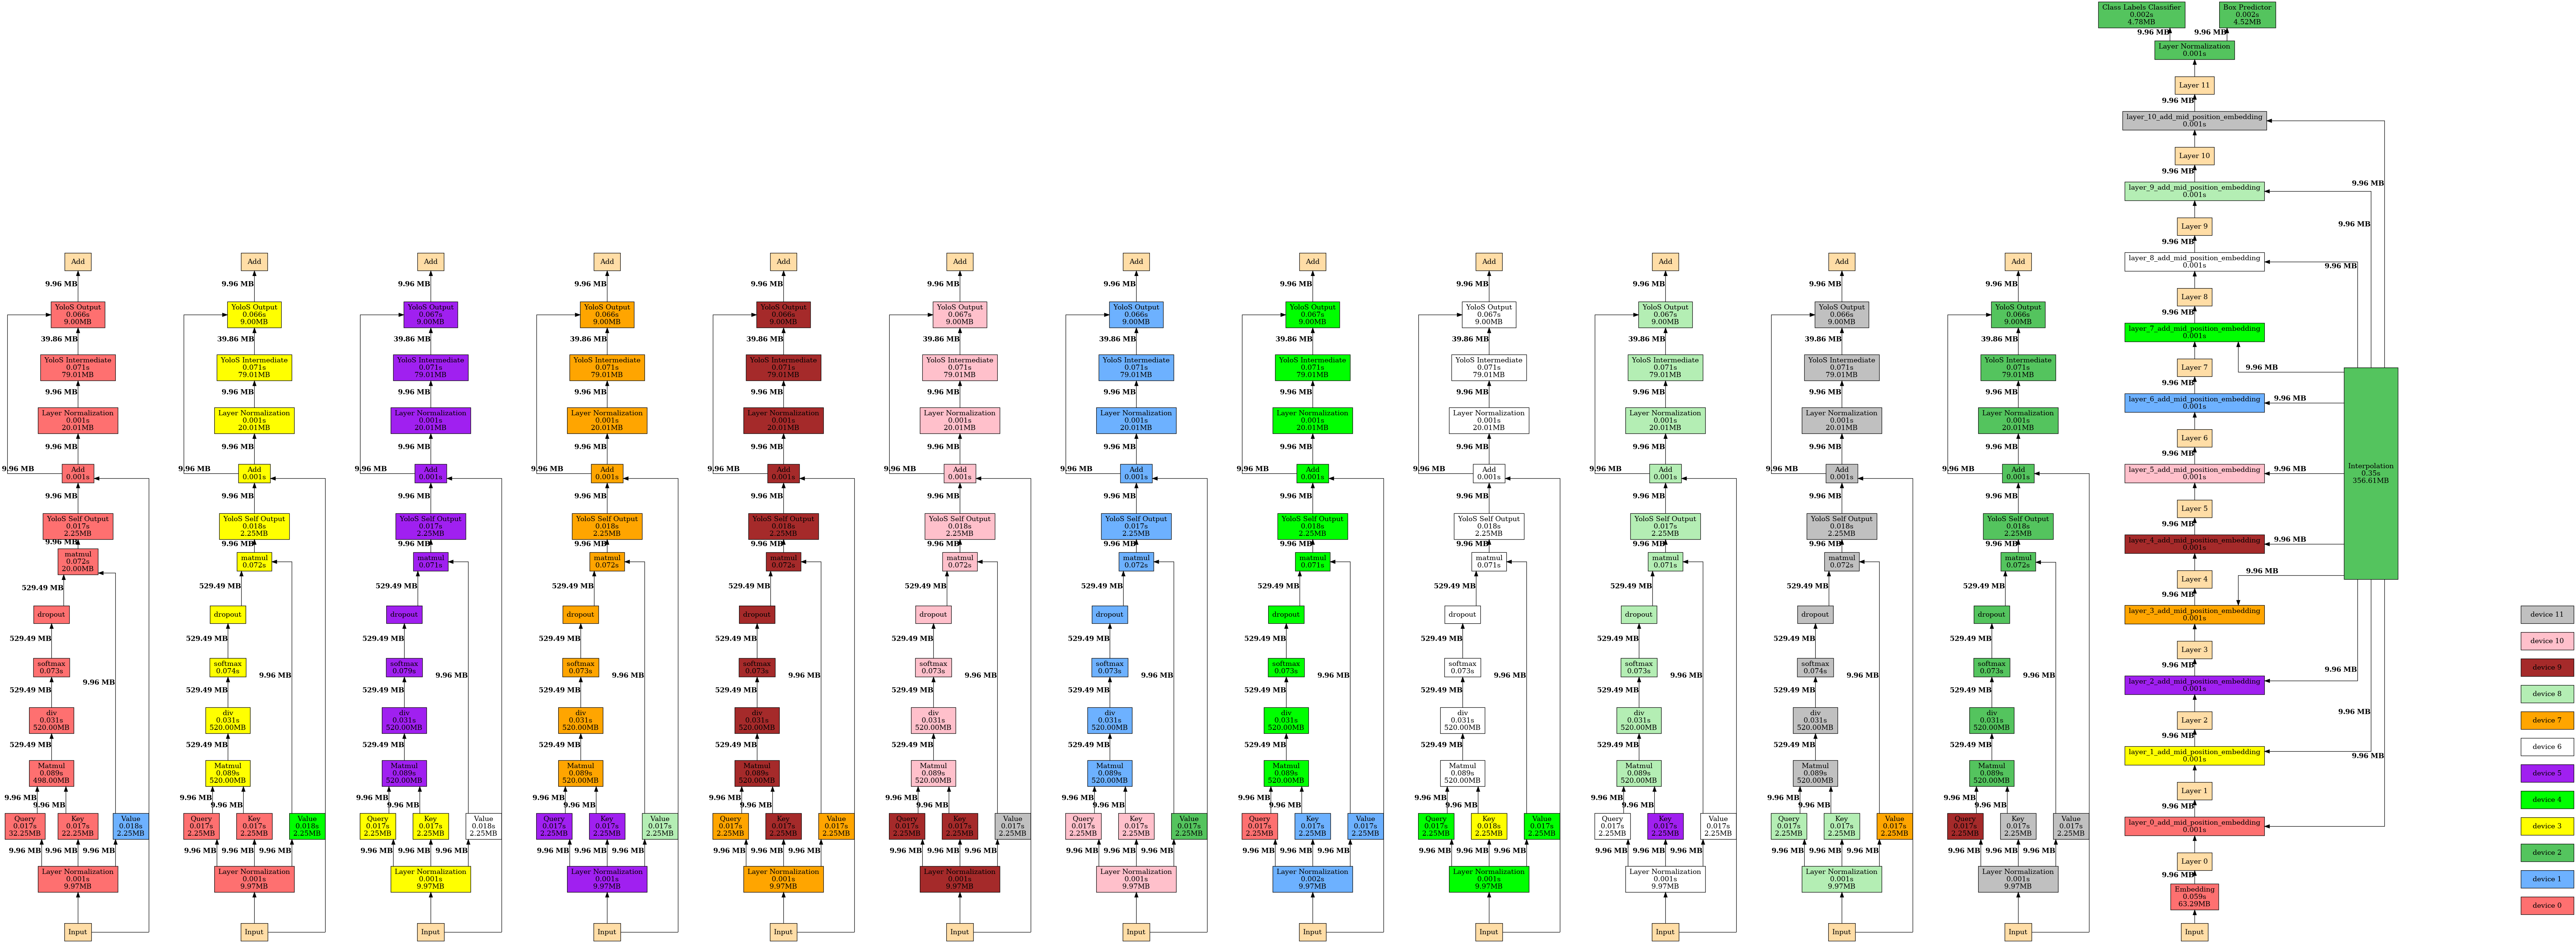 Add
9.96 MB
YoloS Output
0.066s
9.00MB
39.86 MB
YoloS Intermediate
0.071s
79.01MB
9.96 MB
Layer Normalization
0.001s
20.01MB
9.96 MB
9.96 MB
Add
0.001s
9.96 MB
YoloS Self Output
0.017s
2.25MB
9.96 MB
matmul
0.072s
20.00MB
529.49 MB
dropout
529.49 MB
softmax
0.073s
9.96 MB
529.49 MB
div
0.031s
520.00MB
529.49 MB
Matmul
0.089s
498.00MB
9.96 MB
9.96 MB
Query
0.017s
32.25MB
Key
0.017s
22.25MB
Value
0.018s
2.25MB
9.96 MB
9.96 MB
9.96 MB
Layer Normalization
0.001s
9.97MB
Input
Add
9.96 MB
YoloS Output
0.066s
9.00MB
39.86 MB
YoloS Intermediate
0.071s
79.01MB
9.96 MB
Layer Normalization
0.001s
20.01MB
9.96 MB
9.96 MB
Add
0.001s
9.96 MB
YoloS Self Output
0.018s
2.25MB
9.96 MB
matmul
0.072s
529.49 MB
dropout
529.49 MB
softmax
0.074s
9.96 MB
529.49 MB
div
0.031s
520.00MB
529.49 MB
Matmul
0.089s
520.00MB
9.96 MB
9.96 MB
Query
0.017s
2.25MB
Key
0.017s
2.25MB
Value
0.018s
2.25MB
9.96 MB
9.96 MB
9.96 MB
Layer Normalization
0.001s
9.97MB
Input
Add
9.96 MB
YoloS Output
0.067s
9.00MB
39.86 MB
YoloS Intermediate
0.071s
79.01MB
9.96 MB
Layer Normalization
0.001s
20.01MB
9.96 MB
9.96 MB
Add
0.001s
9.96 MB
YoloS Self Output
0.017s
2.25MB
9.96 MB
matmul
0.071s
529.49 MB
dropout
529.49 MB
softmax
0.079s
9.96 MB
529.49 MB
div
0.031s
520.00MB
529.49 MB
Matmul
0.089s
520.00MB
9.96 MB
9.96 MB
Query
0.017s
2.25MB
Key
0.017s
2.25MB
Value
0.018s
2.25MB
9.96 MB
9.96 MB
9.96 MB
Layer Normalization
0.001s
9.97MB
Input
Add
9.96 MB
YoloS Output
0.066s
9.00MB
39.86 MB
YoloS Intermediate
0.071s
79.01MB
9.96 MB
Layer Normalization
0.001s
20.01MB
9.96 MB
9.96 MB
Add
0.001s
9.96 MB
YoloS Self Output
0.018s
2.25MB
9.96 MB
matmul
0.072s
529.49 MB
dropout
529.49 MB
softmax
0.073s
9.96 MB
529.49 MB
div
0.031s
520.00MB
529.49 MB
Matmul
0.089s
520.00MB
9.96 MB
9.96 MB
Query
0.017s
2.25MB
Key
0.017s
2.25MB
Value
0.017s
2.25MB
9.96 MB
9.96 MB
9.96 MB
Layer Normalization
0.001s
9.97MB
Input
Add
9.96 MB
YoloS Output
0.066s
9.00MB
39.86 MB
YoloS Intermediate
0.071s
79.01MB
9.96 MB
Layer Normalization
0.001s
20.01MB
9.96 MB
9.96 MB
Add
0.001s
9.96 MB
YoloS Self Output
0.018s
2.25MB
9.96 MB
matmul
0.072s
529.49 MB
dropout
529.49 MB
softmax
0.073s
9.96 MB
529.49 MB
div
0.031s
520.00MB
529.49 MB
Matmul
0.089s
520.00MB
9.96 MB
9.96 MB
Query
0.017s
2.25MB
Key
0.017s
2.25MB
Value
0.017s
2.25MB
9.96 MB
9.96 MB
9.96 MB
Layer Normalization
0.001s
9.97MB
Input
Add
9.96 MB
YoloS Output
0.067s
9.00MB
39.86 MB
YoloS Intermediate
0.071s
79.01MB
9.96 MB
Layer Normalization
0.001s
20.01MB
9.96 MB
9.96 MB
Add
0.001s
9.96 MB
YoloS Self Output
0.018s
2.25MB
9.96 MB
matmul
0.072s
529.49 MB
dropout
529.49 MB
softmax
0.073s
9.96 MB
529.49 MB
div
0.031s
520.00MB
529.49 MB
Matmul
0.089s
520.00MB
9.96 MB
9.96 MB
Query
0.017s
2.25MB
Key
0.017s
2.25MB
Value
0.017s
2.25MB
9.96 MB
9.96 MB
9.96 MB
Layer Normalization
0.001s
9.97MB
Input
Add
9.96 MB
YoloS Output
0.066s
9.00MB
39.86 MB
YoloS Intermediate
0.071s
79.01MB
9.96 MB
Layer Normalization
0.001s
20.01MB
9.96 MB
9.96 MB
Add
0.001s
9.96 MB
YoloS Self Output
0.017s
2.25MB
9.96 MB
matmul
0.072s
529.49 MB
dropout
529.49 MB
softmax
0.073s
9.96 MB
529.49 MB
div
0.031s
520.00MB
529.49 MB
Matmul
0.089s
520.00MB
9.96 MB
9.96 MB
Query
0.017s
2.25MB
Key
0.017s
2.25MB
Value
0.017s
2.25MB
9.96 MB
9.96 MB
9.96 MB
Layer Normalization
0.001s
9.97MB
Input
Add
9.96 MB
YoloS Output
0.067s
9.00MB
39.86 MB
YoloS Intermediate
0.071s
79.01MB
9.96 MB
Layer Normalization
0.001s
20.01MB
9.96 MB
9.96 MB
Add
0.001s
9.96 MB
YoloS Self Output
0.018s
2.25MB
9.96 MB
matmul
0.071s
529.49 MB
dropout
529.49 MB
softmax
0.073s
9.96 MB
529.49 MB
div
0.031s
520.00MB
529.49 MB
Matmul
0.089s
520.00MB
9.96 MB
9.96 MB
Query
0.017s
2.25MB
Key
0.017s
2.25MB
Value
0.017s
2.25MB
9.96 MB
9.96 MB
9.96 MB
Layer Normalization
0.002s
9.97MB
Input
Add
9.96 MB
YoloS Output
0.067s
9.00MB
39.86 MB
YoloS Intermediate
0.071s
79.01MB
9.96 MB
Layer Normalization
0.001s
20.01MB
9.96 MB
9.96 MB
Add
0.001s
9.96 MB
YoloS Self Output
0.018s
2.25MB
9.96 MB
matmul
0.071s
529.49 MB
dropout
529.49 MB
softmax
0.073s
9.96 MB
529.49 MB
div
0.031s
520.00MB
529.49 MB
Matmul
0.089s
520.00MB
9.96 MB
9.96 MB
Query
0.017s
2.25MB
Key
0.018s
2.25MB
Value
0.017s
2.25MB
9.96 MB
9.96 MB
9.96 MB
Layer Normalization
0.001s
9.97MB
Input
Add
9.96 MB
YoloS Output
0.067s
9.00MB
39.86 MB
YoloS Intermediate
0.071s
79.01MB
9.96 MB
Layer Normalization
0.001s
20.01MB
9.96 MB
9.96 MB
Add
0.001s
9.96 MB
YoloS Self Output
0.017s
2.25MB
9.96 MB
matmul
0.071s
529.49 MB
dropout
529.49 MB
softmax
0.073s
9.96 MB
529.49 MB
div
0.031s
520.00MB
529.49 MB
Matmul
0.089s
520.00MB
9.96 MB
9.96 MB
Query
0.017s
2.25MB
Key
0.017s
2.25MB
Value
0.017s
2.25MB
9.96 MB
9.96 MB
9.96 MB
Layer Normalization
0.001s
9.97MB
Input
Add
9.96 MB
YoloS Output
0.066s
9.00MB
39.86 MB
YoloS Intermediate
0.071s
79.01MB
9.96 MB
Layer Normalization
0.001s
20.01MB
9.96 MB
9.96 MB
Add
0.001s
9.96 MB
YoloS Self Output
0.018s
2.25MB
9.96 MB
matmul
0.072s
529.49 MB
dropout
529.49 MB
softmax
0.074s
9.96 MB
529.49 MB
div
0.031s
520.00MB
529.49 MB
Matmul
0.089s
520.00MB
9.96 MB
9.96 MB
Query
0.017s
2.25MB
Key
0.017s
2.25MB
Value
0.017s
2.25MB
9.96 MB
9.96 MB
9.96 MB
Layer Normalization
0.001s
9.97MB
Input
Add
9.96 MB
YoloS Output
0.066s
9.00MB
39.86 MB
YoloS Intermediate
0.071s
79.01MB
9.96 MB
Layer Normalization
0.001s
20.01MB
9.96 MB
9.96 MB
Add
0.001s
9.96 MB
YoloS Self Output
0.018s
2.25MB
9.96 MB
matmul
0.072s
529.49 MB
dropout
529.49 MB
softmax
0.073s
9.96 MB
529.49 MB
div
0.031s
520.00MB
529.49 MB
Matmul
0.089s
520.00MB
9.96 MB
9.96 MB
Query
0.017s
2.25MB
Key
0.017s
2.25MB
Value
0.017s
2.25MB
9.96 MB
9.96 MB
9.96 MB
Layer Normalization
0.001s
9.97MB
Input
Class Labels Classifier
0.002s
4.78MB
Box Predictor
0.002s
4.52MB
9.96 MB
9.96 MB
Layer Normalization
0.001s
Layer 11
9.96 MB
layer_10_add_mid_position_embedding
0.001s
Layer 10
9.96 MB
9.96 MB
layer_9_add_mid_position_embedding
0.001s
9.96 MB
Layer 9
9.96 MB
layer_8_add_mid_position_embedding
0.001s
9.96 MB
Layer 8
9.96 MB
layer_7_add_mid_position_embedding
0.001s
Layer 7
9.96 MB
9.96 MB
layer_6_add_mid_position_embedding
0.001s
9.96 MB
Layer 6
9.96 MB
layer_5_add_mid_position_embedding
0.001s
9.96 MB
Interpolation
0.35s
356.61MB
Layer 5
9.96 MB
layer_4_add_mid_position_embedding
0.001s
9.96 MB
Layer 4
9.96 MB
9.96 MB
layer_3_add_mid_position_embedding
0.001s
Layer 3
9.96 MB
9.96 MB
layer_2_add_mid_position_embedding
0.001s
9.96 MB
Layer 2
9.96 MB
layer_1_add_mid_position_embedding
0.001s
9.96 MB
Layer 1
9.96 MB
layer_0_add_mid_position_embedding
0.001s
Layer 0
9.96 MB
Embedding
0.059s
63.29MB
Input
device 11
device 10
device 9
device 8
device 7
device 6
device 5
device 4
device 3
device 2
device 1
device 0